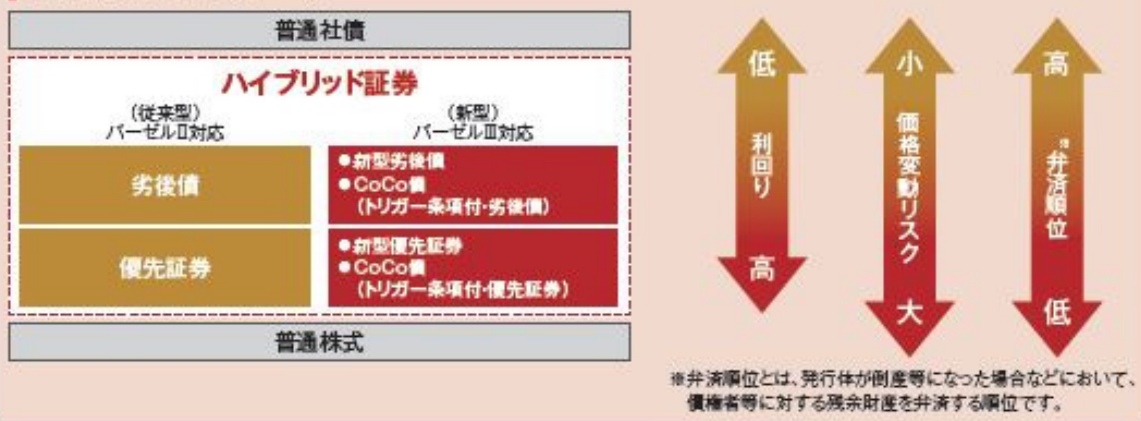 普通社債
ハイブリッド証券
(従来型)
バーゼルⅡ対応
(新型)
バーゼルⅢ対応
劣後債
●新型劣後債
●CoCo債
(トリガー条項付・劣後債)
優先証券
●新型優先証券
●CoCo債
(トリガー条項付・優先証券)
普通株式
低
利回り
高
小
価格変動リスク
大
高
※弁済順位
低
※弁済順位とは、発行体が倒産等になった場合などにおいて、
債権者等に対する残余財産を弁済する順位です。